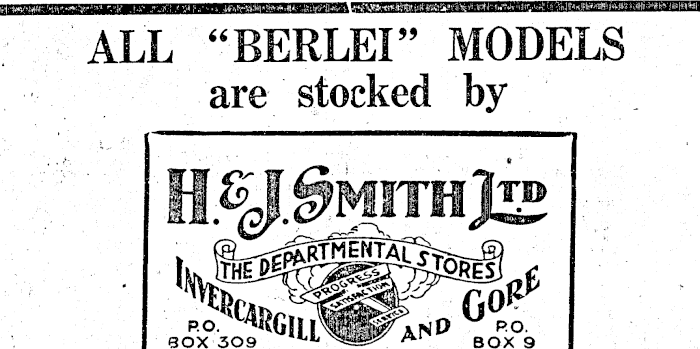 ALL "BERLEI" MODELS
are stocked by
H. & J. SMITH LTD
THE DEPARTMENTAL STORES
PROGRESS
SATISFACTION
SERVICE
INVERCARGILL AND GORE
P.O. BOX 309
P.O. BOX 9